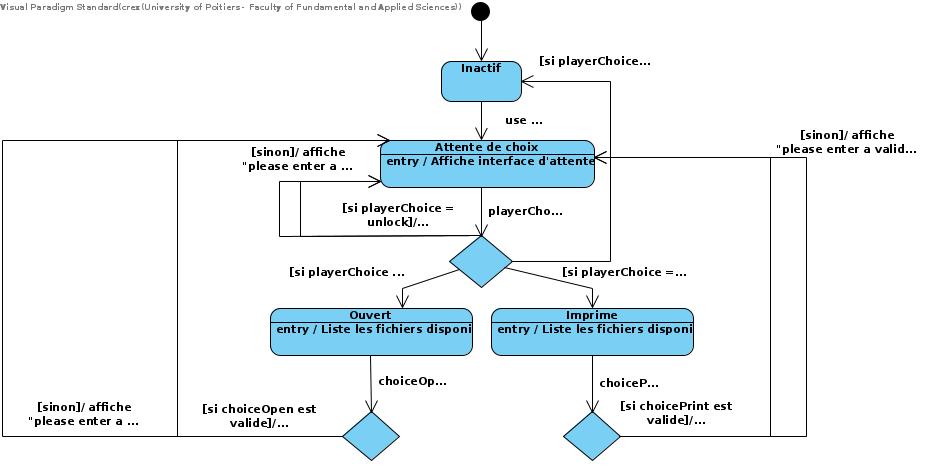 Visual Paradigm Standard(crex(University of Poitiers - Faculty of Fundamental and Applied Sciences))
Inactif
[si playerChoice...
use ...
Attente de choix
entry / Affiche interface d'attente
[sinon]/ affiche
"please enter a ...
[sinon]/ affiche
"please enter a valid...
[si playerChoice =
unlock]/...
playerCho...
[si playerChoice ...
[si playerChoice =...
Ouvert
entry / Liste les fichiers disponi
Imprime
entry / Liste les fichiers disponi
choiceOp...
choiceP...
[sinon]/ affiche
"please enter a ...
[si choiceOpen est
valide]/...
[si choicePrint est
valide]/...